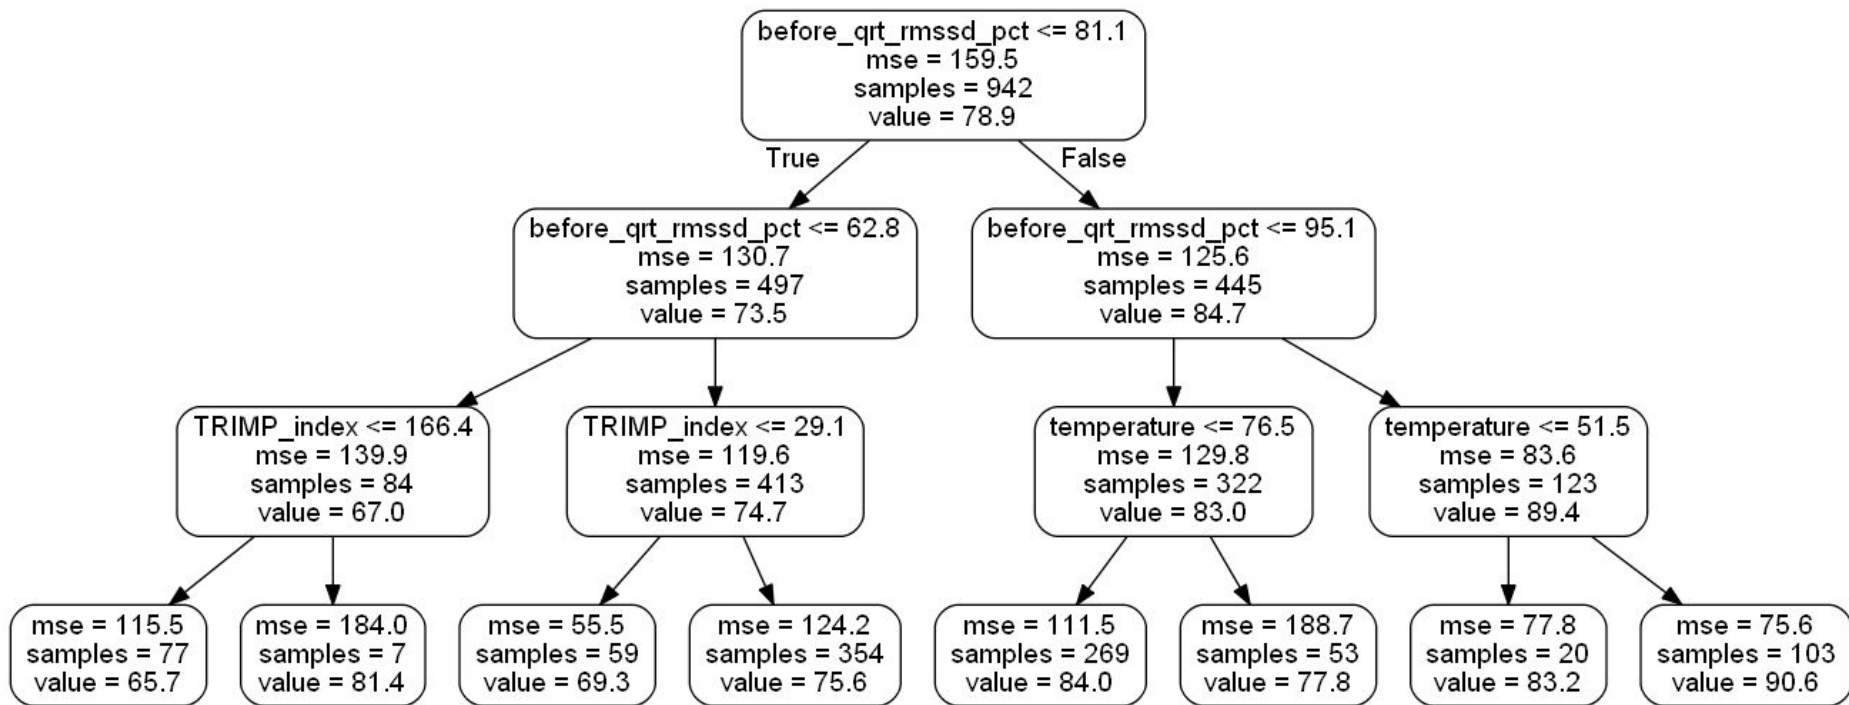 before_qrt_rmssd_pct <= 81.1
mse = 159.5
samples = 942
value = 78.9
True
False
before_qrt_rmssd_pct <= 62.8
mse = 130.7
samples = 497
value = 73.5
before_qrt_rmssd_pct <= 95.1
mse = 125.6
samples = 445
value = 84.7
TRIMP_index <= 166.4
mse = 139.9
samples = 84
value = 67.0
TRIMP_index <= 29.1
mse = 119.6
samples = 413
value = 74.7
temperature <= 76.5
mse = 129.8
samples = 322
value = 83.0
temperature <= 51.5
mse = 83.6
samples = 123
value = 89.4
mse = 115.5
samples = 77
value = 65.7
mse = 184.0
samples = 7
value = 81.4
mse = 55.5
samples = 59
value = 69.3
mse = 124.2
samples = 354
value = 75.6
mse = 111.5
samples = 269
value = 84.0
mse = 188.7
samples = 53
value = 77.8
mse = 77.8
samples = 20
value = 83.2
mse = 75.6
samples = 103
value = 90.6